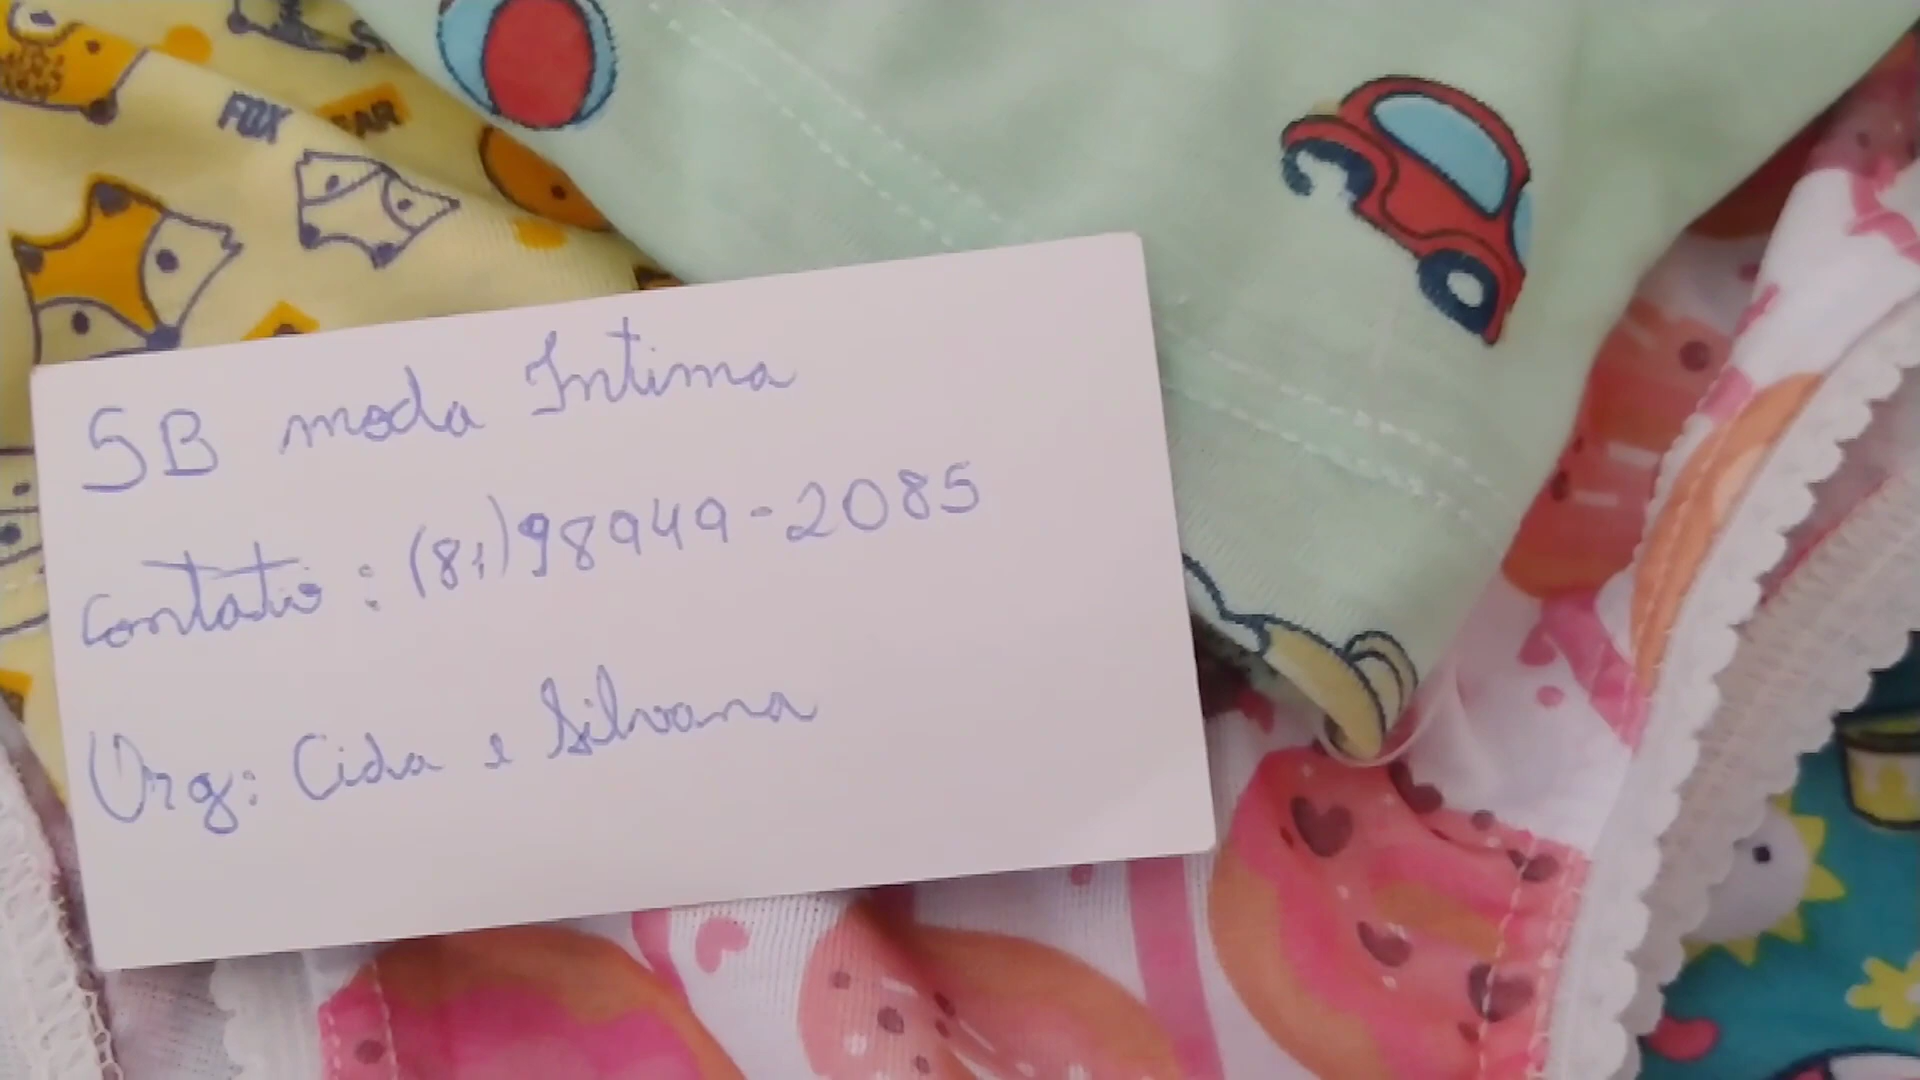 FOX
SB moda Intima
Contato: (81)98949-2085
Org: Cida e Silvana